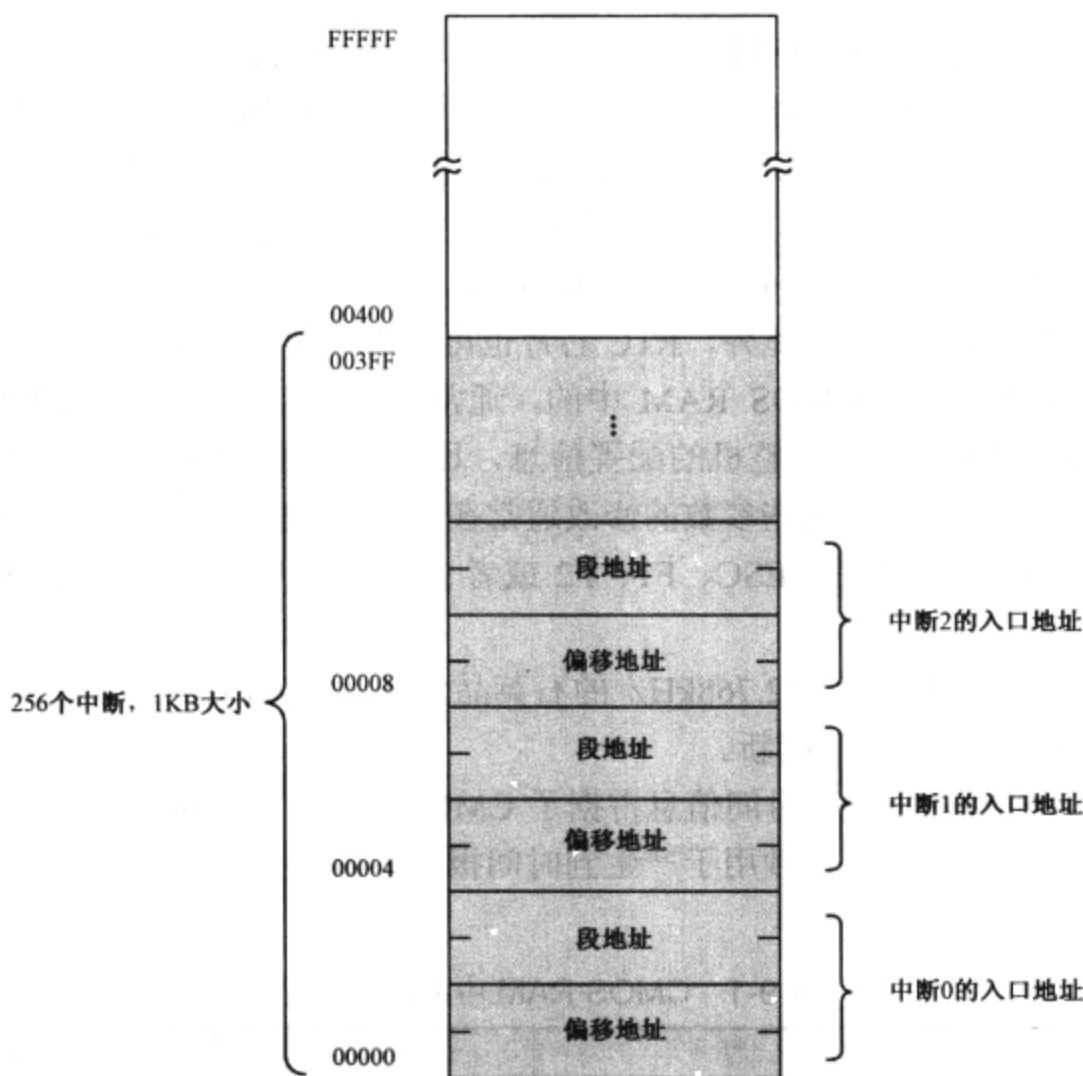 FFFFF
00400
003FF
⋮
段地址
偏移地址
00008
中断2的入口地址
256个中断，1KB大小
段地址
偏移地址
00004
中断1的入口地址
段地址
偏移地址
00000
中断0的入口地址